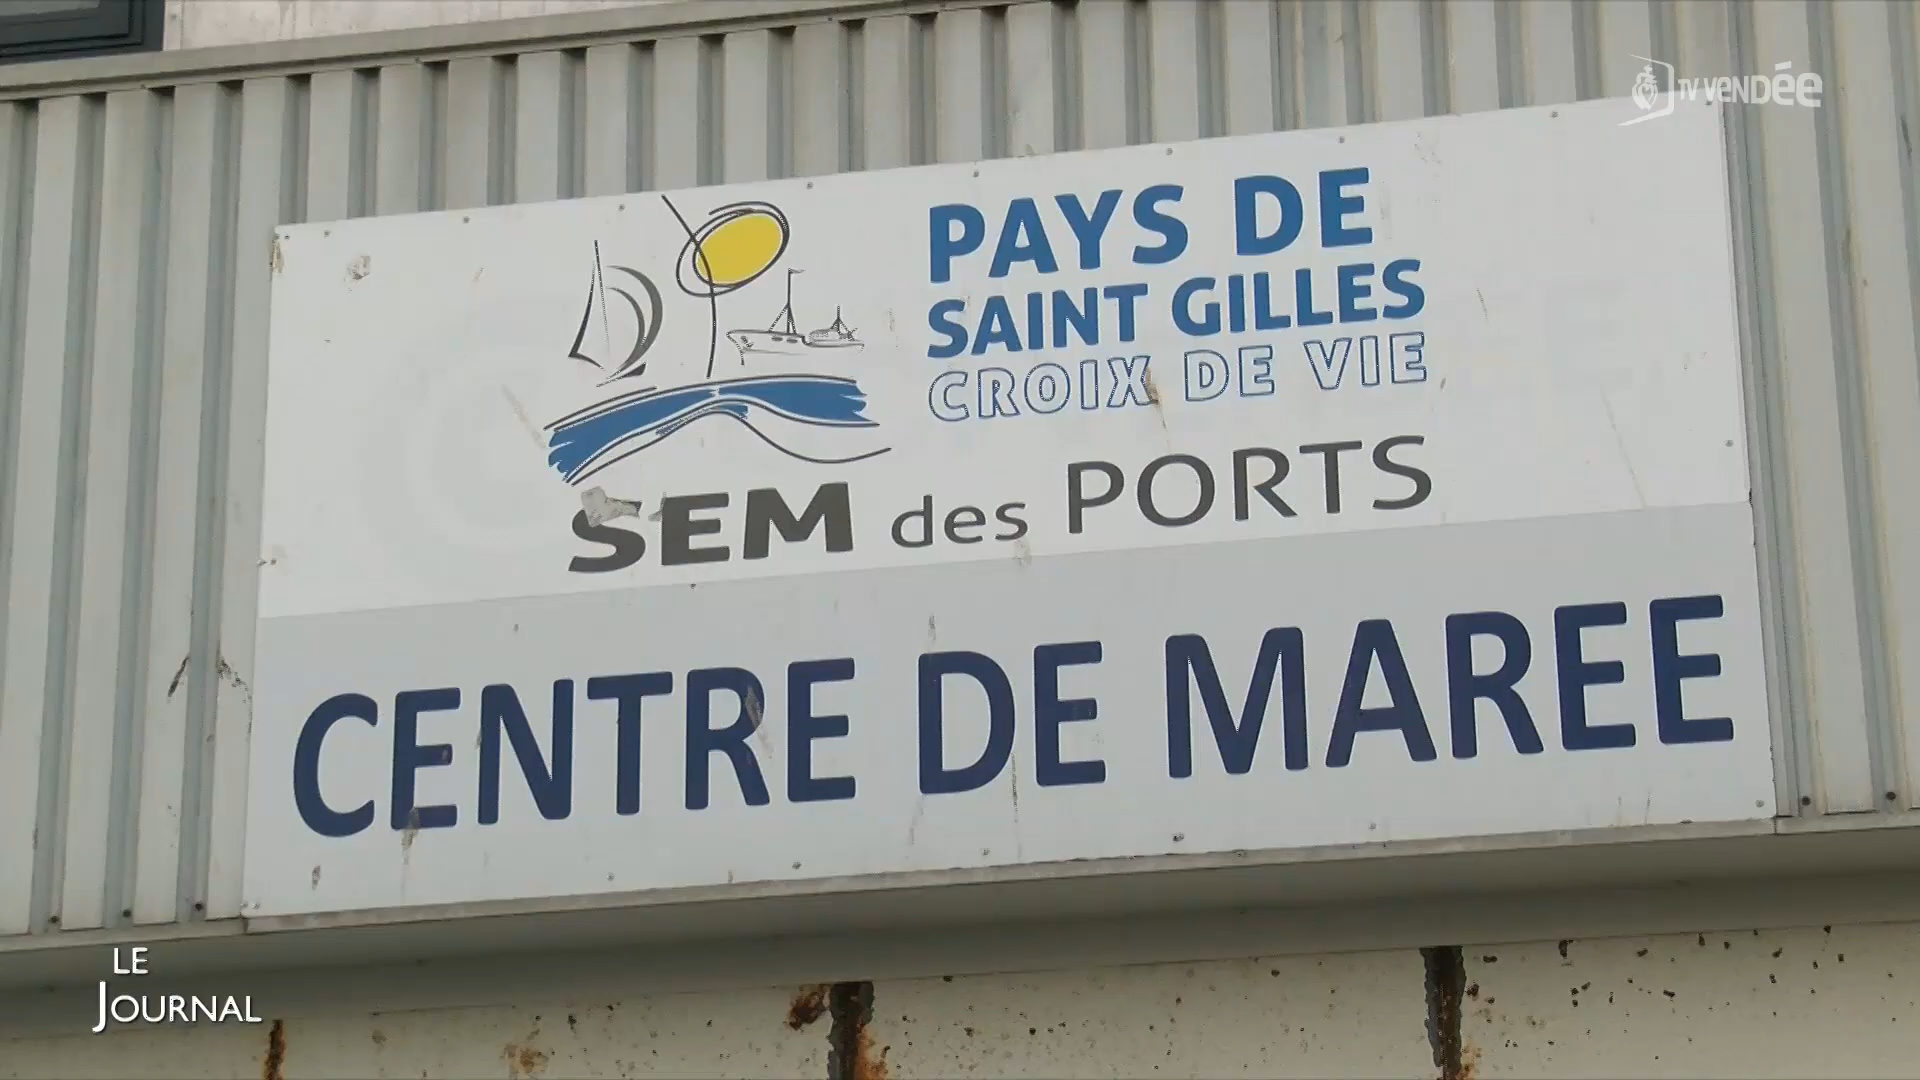 TV VENDÉE
PAYS DE
SAINT GILLES
CROIX DE VIE
SEM des PORTS
CENTRE DE MAREE
LE
JOURNAL